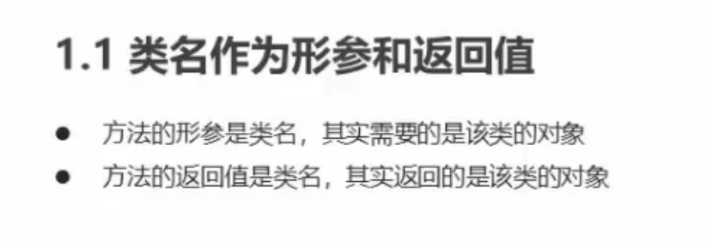 1.1 类名作为形参和返回值
● 方法的形参是类名，其实需要的是该类的对象
● 方法的返回值是类名，其实返回的是该类的对象